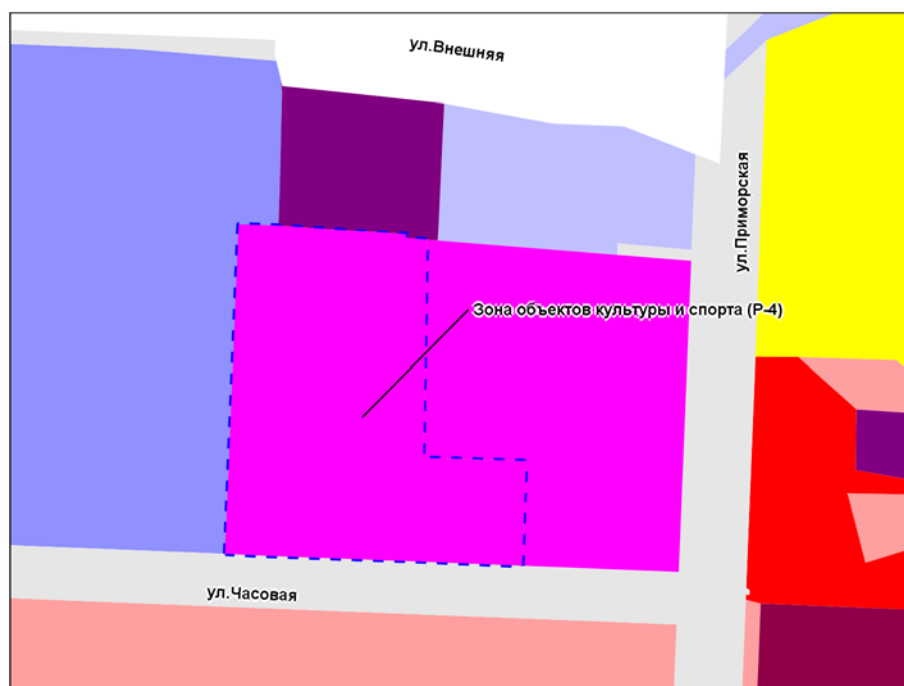 ул.Внешняя
ул.Приморская
Зона объектов культуры и спорта (Р-4)
ул.Часовая